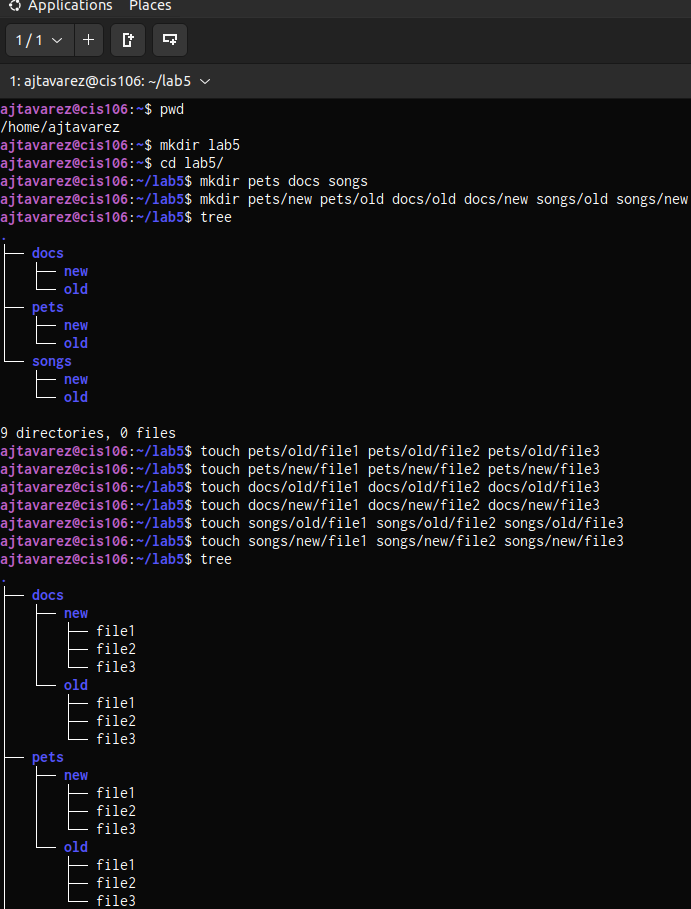 Applications Places
1 / 1
1: ajtavarez@cis106: ~/lab5
ajtavarez@cis106:~$ pwd
/home/ajtavarez
ajtavarez@cis106:~$ mkdir lab5
ajtavarez@cis106:~$ cd lab5/
ajtavarez@cis106:~/lab5$ mkdir pets docs songs
ajtavarez@cis106:~/lab5$ mkdir pets/new pets/old docs/old docs/new songs/old songs/new
ajtavarez@cis106:~/lab5$ tree
.
├── docs
│   ├── new
│   └── old
├── pets
│   ├── new
│   └── old
└── songs
    ├── new
    └── old
9 directories, 0 files
ajtavarez@cis106:~/lab5$ touch pets/old/file1 pets/old/file2 pets/old/file3
ajtavarez@cis106:~/lab5$ touch pets/new/file1 pets/new/file2 pets/new/file3
ajtavarez@cis106:~/lab5$ touch docs/old/file1 docs/old/file2 docs/old/file3
ajtavarez@cis106:~/lab5$ touch docs/new/file1 docs/new/file2 docs/new/file3
ajtavarez@cis106:~/lab5$ touch songs/old/file1 songs/old/file2 songs/old/file3
ajtavarez@cis106:~/lab5$ touch songs/new/file1 songs/new/file2 songs/new/file3
ajtavarez@cis106:~/lab5$ tree
.
├── docs
│   ├── new
│   │   ├── file1
│   │   ├── file2
│   │   └── file3
│   └── old
│       ├── file1
│       ├── file2
│       └── file3
├── pets
│   ├── new
│   │   ├── file1
│   │   ├── file2
│   │   └── file3
│   └── old
│       ├── file1
│       ├── file2
│       └── file3